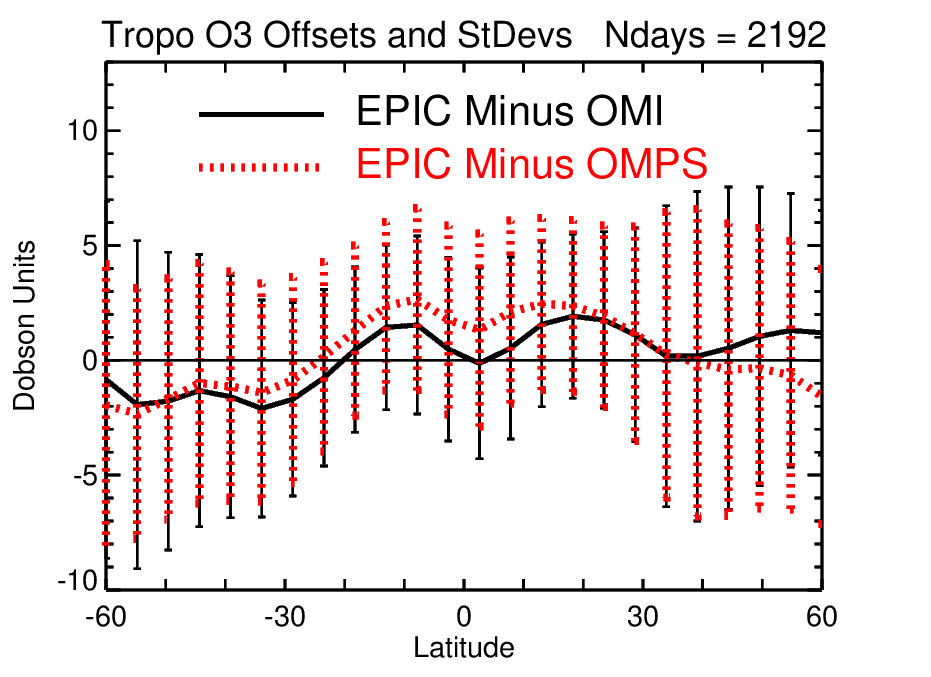 Tropo O3 Offsets and StDevs   Ndays = 2192
EPIC Minus OMI
EPIC Minus OMPS
10
5
0
-5
-10
Dobson Units
-60 -30 0 30 60
Latitude